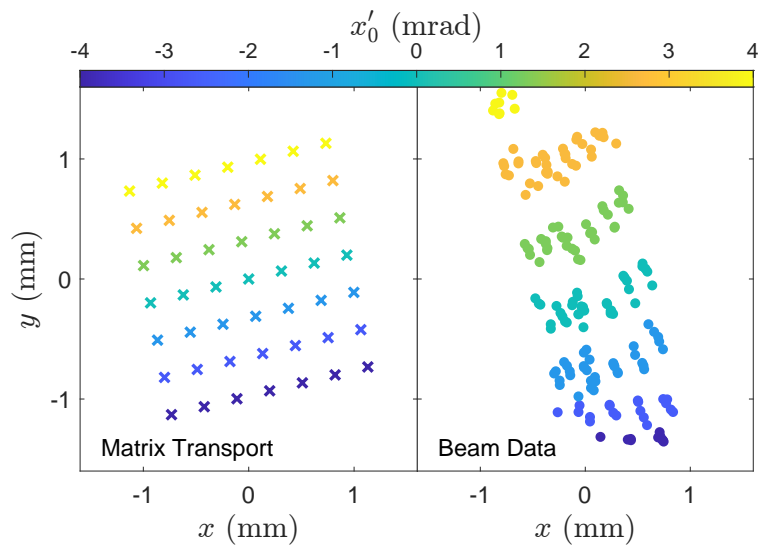 x′₀ (mrad)
-4 -3 -2 -1 0 1 2 3 4
y (mm)
1
0
-1
Matrix Transport
Beam Data
-1 0 1 -1 0 1
x (mm) x (mm)